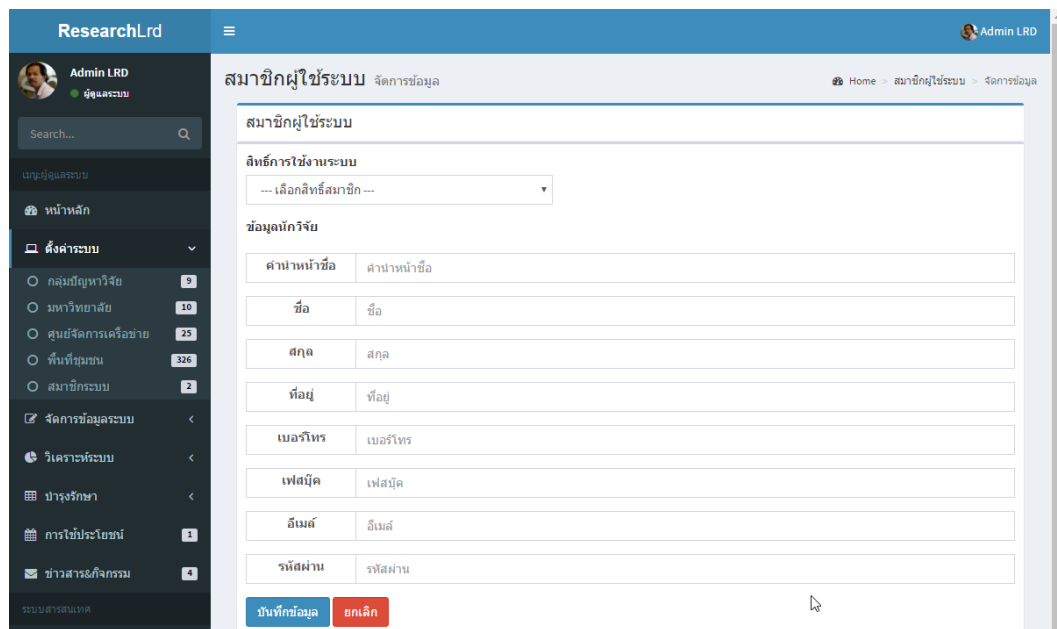 ResearchLrd
Admin LRD
Admin LRD
ผู้ดูแลระบบ
Search...
เมนูผู้ดูแลระบบ
หน้าหลัก
ตั้งค่าระบบ
กลุ่มปัญหาวิจัย 9
มหาวิทยาลัย 10
ศูนย์จัดการเครือข่าย 25
พื้นที่ชุมชน 326
สมาชิกระบบ 2
จัดการข้อมูลระบบ
วิเคราะห์ระบบ
บำรุงรักษา
การใช้ประโยชน์ 1
ข่าวสาร&กิจกรรม 4
ระบบสารสนเทศ
สมาชิกผู้ใช้ระบบ จัดการข้อมูล
Home > สมาชิกผู้ใช้ระบบ > จัดการข้อมูล
สมาชิกผู้ใช้ระบบ
สิทธิ์การใช้งานระบบ
--- เลือกสิทธิ์สมาชิก ---
ข้อมูลนักวิจัย
คำนำหน้าชื่อ คำนำหน้าชื่อ
ชื่อ ชื่อ
สกุล สกุล
ที่อยู่ ที่อยู่
เบอร์โทร เบอร์โทร
เฟสบุ๊ค เฟสบุ๊ค
อีเมล์ อีเมล์
รหัสผ่าน รหัสผ่าน
บันทึกข้อมูล ยกเลิก